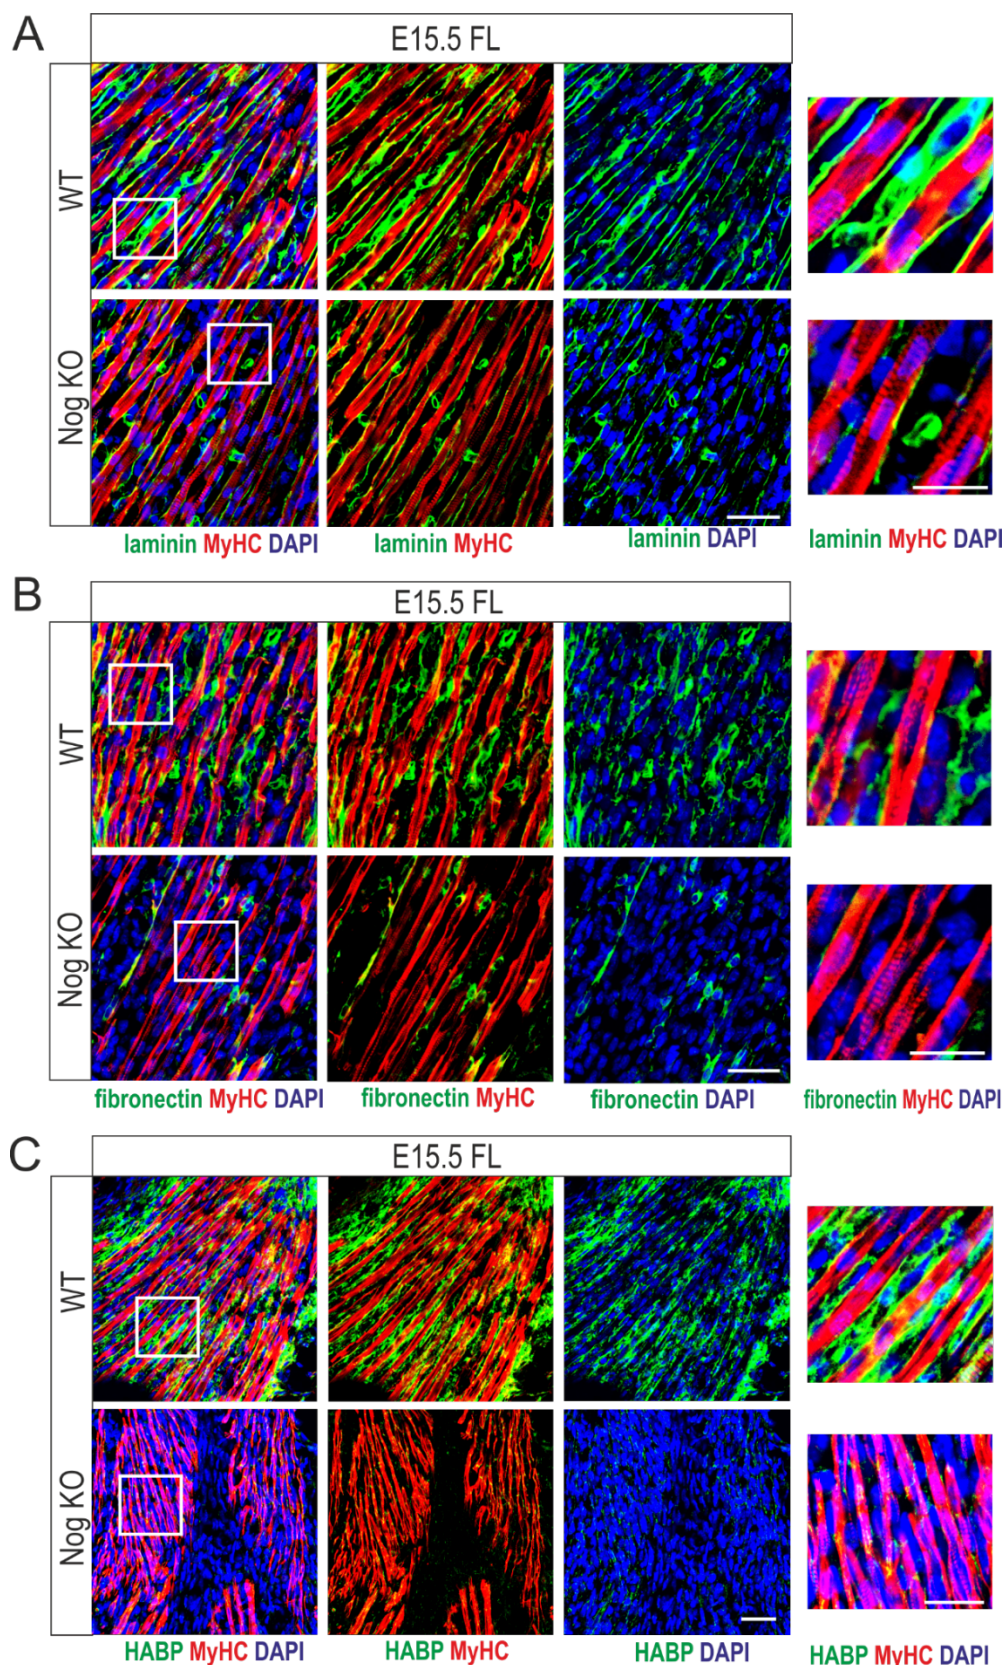 A
E15.5 FL
WT
Nog KO
laminin MyHC DAPI
laminin MyHC
laminin DAPI
laminin MyHC DAPI
B
E15.5 FL
WT
Nog KO
fibronectin MyHC DAPI
fibronectin MyHC
fibronectin DAPI
fibronectin MyHC DAPI
C
E15.5 FL
WT
Nog KO
HABP MyHC DAPI
HABP MyHC
HABP DAPI
HABP MyHC DAPI